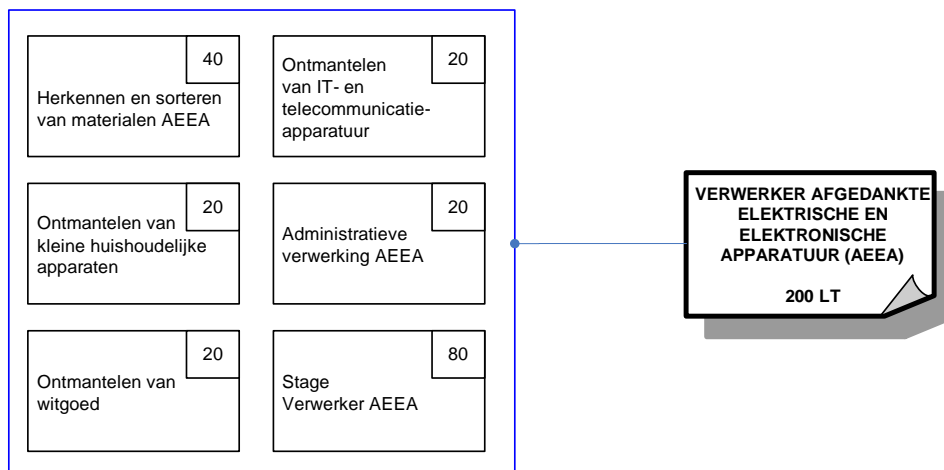 40
Herkennen en sorteren
van materialen AEEA
20
Ontmantelen
van IT- en
telecommunicatie-
apparatuur
20
Ontmantelen van
kleine huishoudelijke
apparaten
20
Administratieve
verwerking AEEA
20
Ontmantelen van
witgoed
80
Stage
Verwerker AEEA
VERWERKER AFGEDANKTE
ELEKTRISCHE EN
ELEKTRONISCHE
APPARATUUR (AEEA)
200 LT